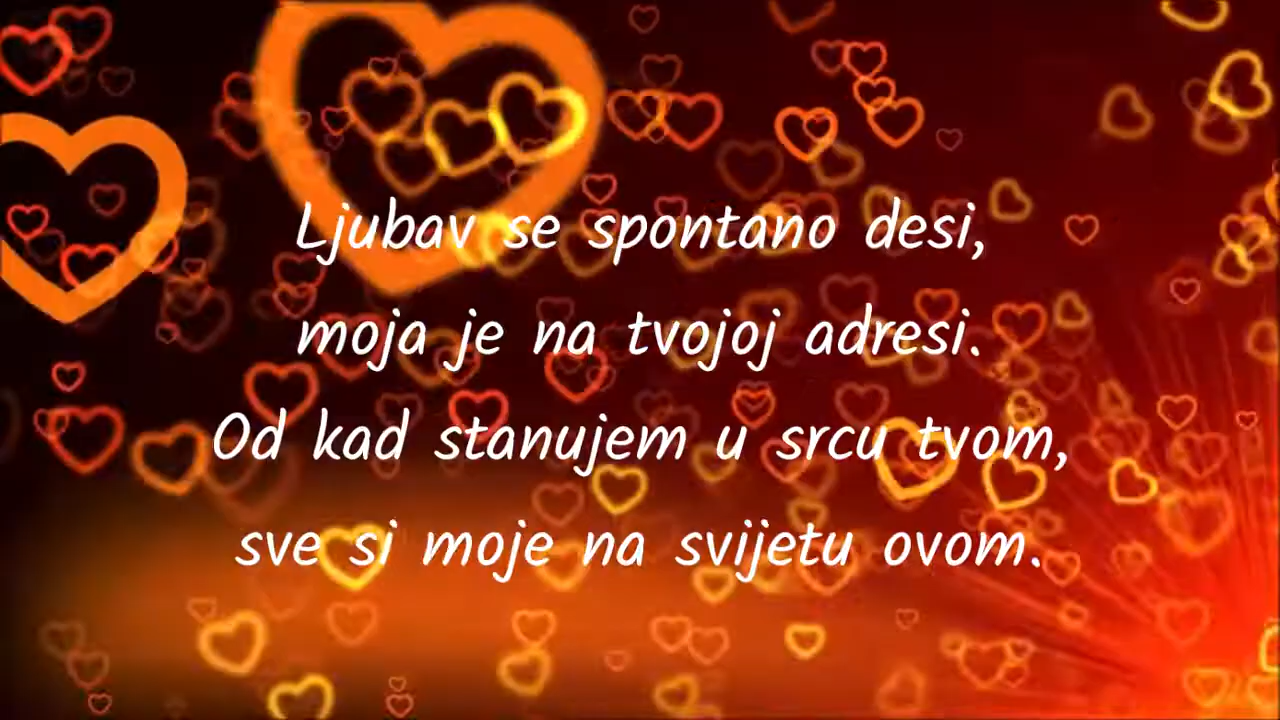 Ljubav se spontano desi,
moja je na tvojoj adresi.
Od kad stanujem u srcu tvom,
sve si moje na svijetu ovom.